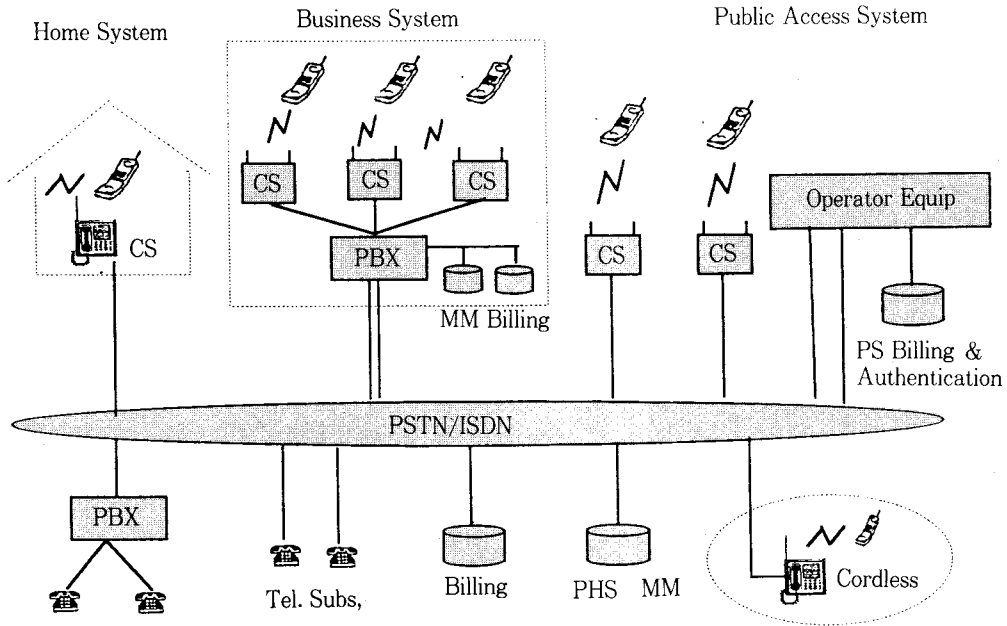 Home System
Business System
Public Access System
CS
CS
CS
CS
PBX
MM Billing
CS
CS
Operator Equip
PS Billing &
Authentication
PSTN/ISDN
PBX
Tel. Subs,
Billing
PHS MM
Cordless